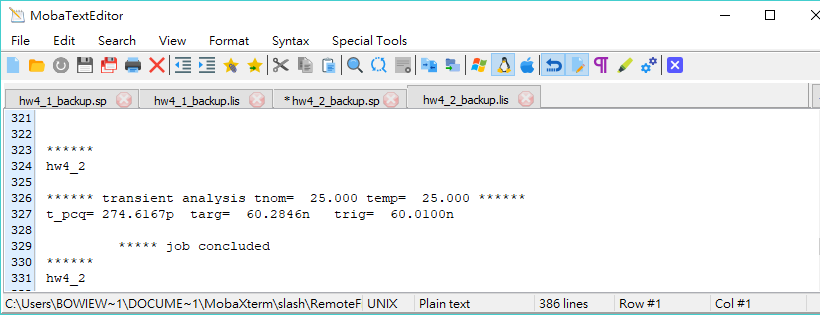 MobaTextEditor
File Edit Search View Format Syntax Special Tools
hw4_1_backup.sp hw4_1_backup.lis *hw4_2_backup.sp hw4_2_backup.lis
321
322
323 ******
324 hw4_2
325
326 ****** transient analysis tnom= 25.000 temp= 25.000 ******
327 t_pcq= 274.6167p targ= 60.2846n trig= 60.0100n
328
329 ***** job concluded
330 ******
331 hw4_2
C:\Users\BOWIEW~1\DOCUME~1\MobaXterm\slash\RemoteF UNIX Plain text 386 lines Row #1 Col #1